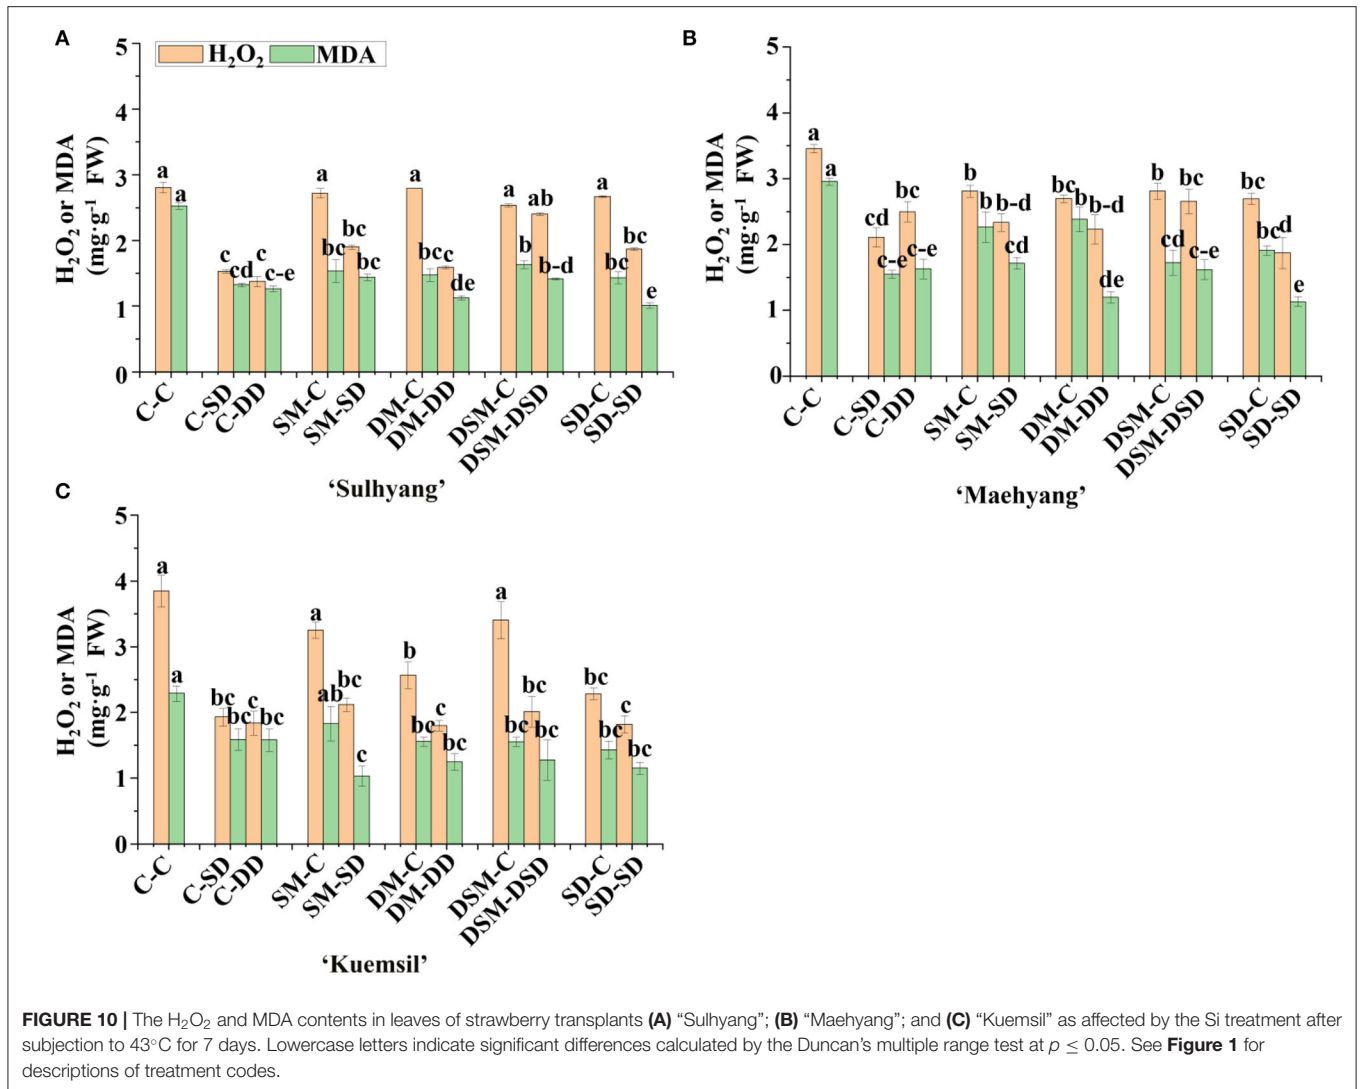 A
H₂O₂ MDA
5
4
3
2
1
0
H₂O₂ or MDA
(mg·g⁻¹ FW)
a a c cd c c-e a bc bc bc a bc c de a b ab b-d a bc bc e
C-C C-SD C-DD SM-C SM-SD DM-C DM-DD DSM-C DSM-DSD SD-C SD-SD
‘Sulhyang’
B
5
4
3
2
1
0
H₂O₂ or MDA
(mg·g⁻¹ FW)
a a cd c-e bc c-e b b b-d cd bc b b-d de b cd bc c-e bc bc d e
C-C C-SD C-DD SM-C SM-SD DM-C DM-DD DSM-C DSM-DSD SD-C SD-SD
‘Maehyang’
C
5
4
3
2
1
0
H₂O₂ or MDA
(mg·g⁻¹ FW)
a a bc bc c bc a ab bc c b bc c bc a bc bc bc bc bc c bc
C-C C-SD C-DD SM-C SM-SD DM-C DM-DD DSM-C DSM-DSD SD-C SD-SD
‘Kuemsil’
FIGURE 10 | The H₂O₂ and MDA contents in leaves of strawberry transplants (A) “Sulhyang”; (B) “Maehyang”; and (C) “Kuemsil” as affected by the Si treatment after
subjection to 43°C for 7 days. Lowercase letters indicate significant differences calculated by the Duncan’s multiple range test at p ≤ 0.05. See Figure 1 for
descriptions of treatment codes.